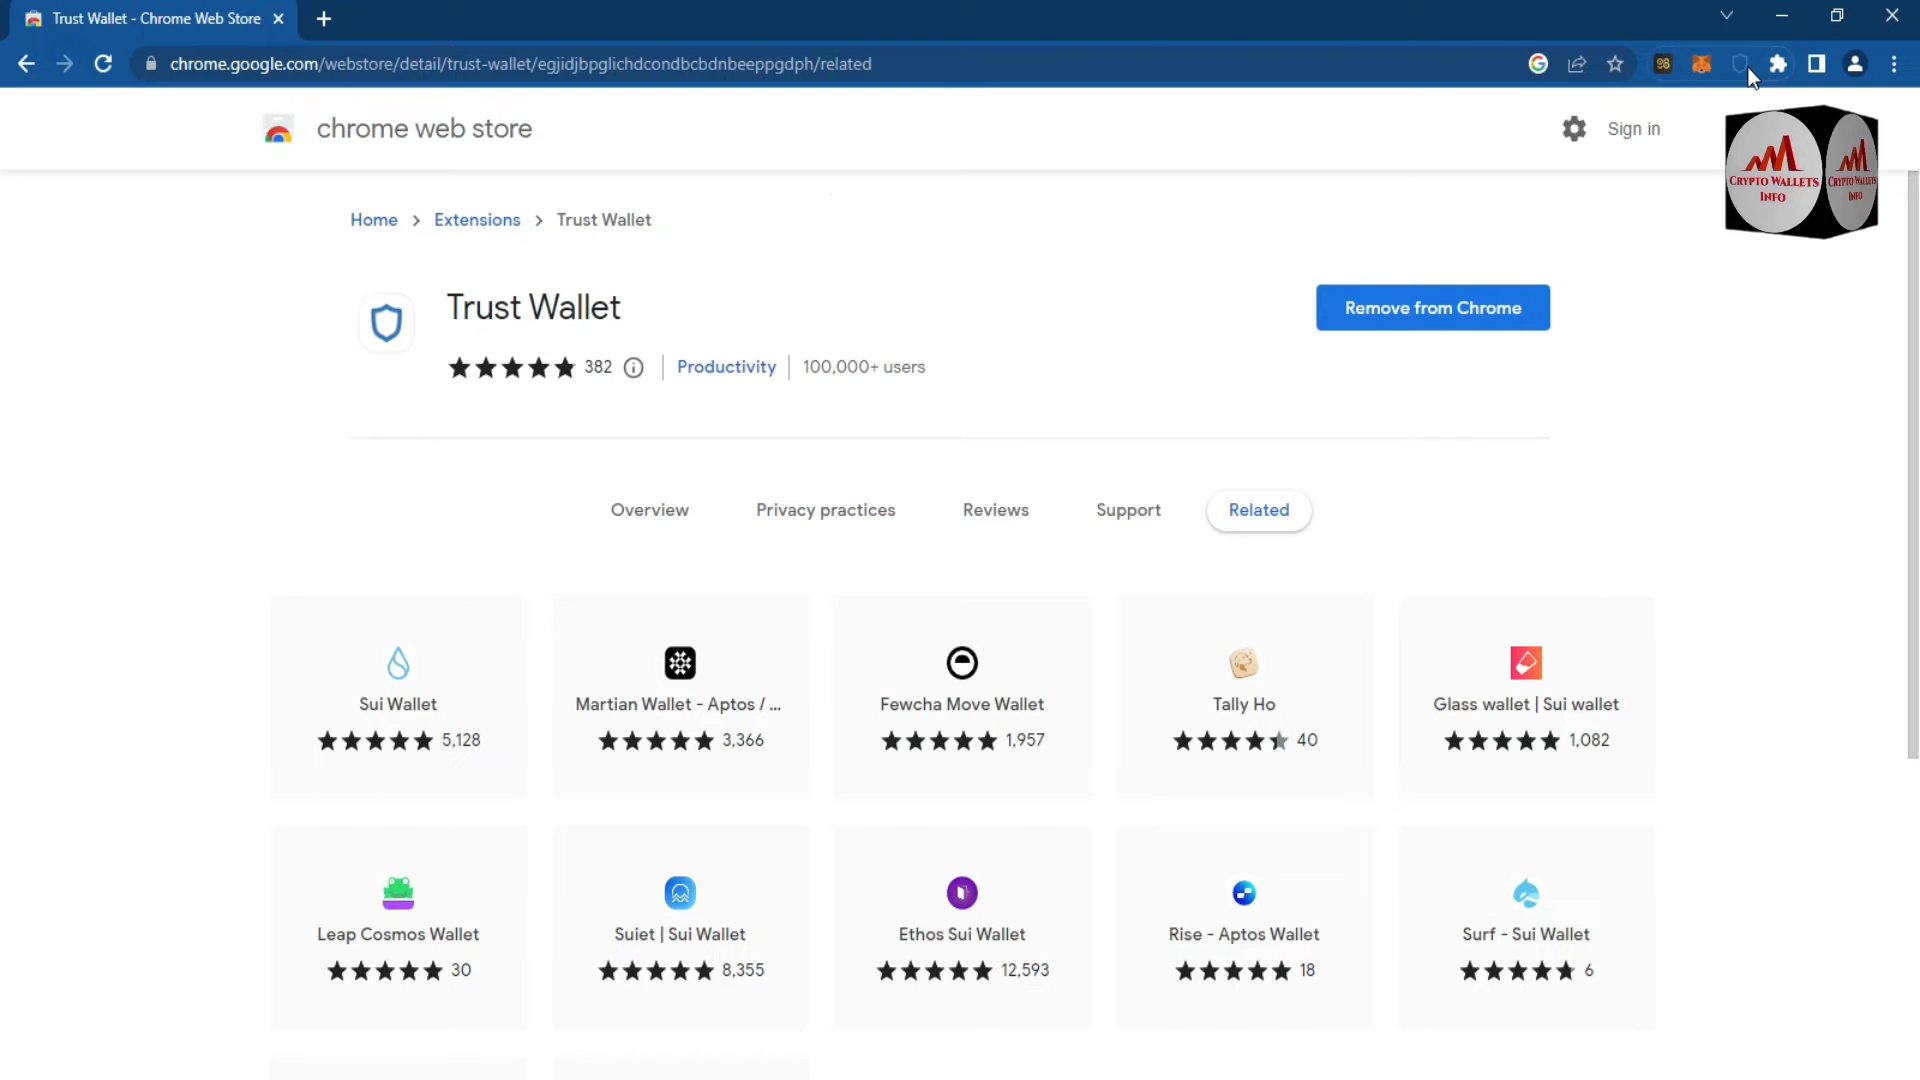 Trust Wallet - Chrome Web Store
chrome.google.com/webstore/detail/trust-wallet/egjidjbpglichdcondbcbdnbeeppgdph/related
98
chrome web store
Sign in
CRYPTO WALLETS
INFO
CRYPTO WALLETS
INFO
Home > Extensions > Trust Wallet
Trust Wallet
Remove from Chrome
382
Productivity
100,000+ users
Overview
Privacy practices
Reviews
Support
Related
Sui Wallet
5,128
Martian Wallet - Aptos / ...
3,366
Fewcha Move Wallet
1,957
Tally Ho
40
Glass wallet | Sui wallet
1,082
Leap Cosmos Wallet
30
Suiet | Sui Wallet
8,355
Ethos Sui Wallet
12,593
Rise - Aptos Wallet
18
Surf - Sui Wallet
6